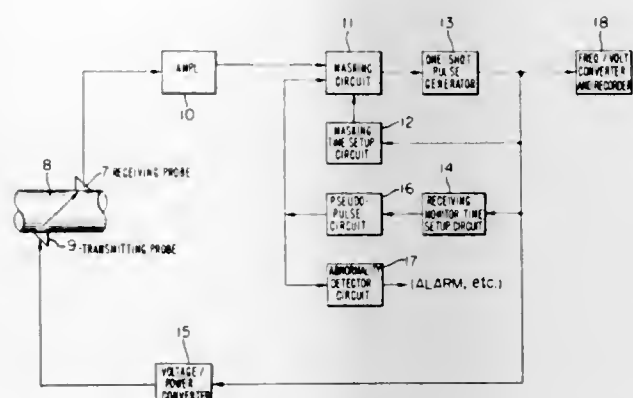 11
13
18
AMPL
MASKING
CIRCUIT
ONE-SHOT
PULSE
GENERATOR
FREQ / VOLT
CONVERTER
AND RECORDER
10
12
MASKING
TIME SETUP
CIRCUIT
8
7 RECEIVING PROBE
16
14
PSEUDO-
PULSE
CIRCUIT
RECEIVING
MONITOR TIME
SETUP CIRCUIT
9-TRANSMITTING PROBE
17
ABNORMAL
DETECTOR
CIRCUIT
(ALARM, etc.)
15
VOLTAGE /
POWER
CONVERTER